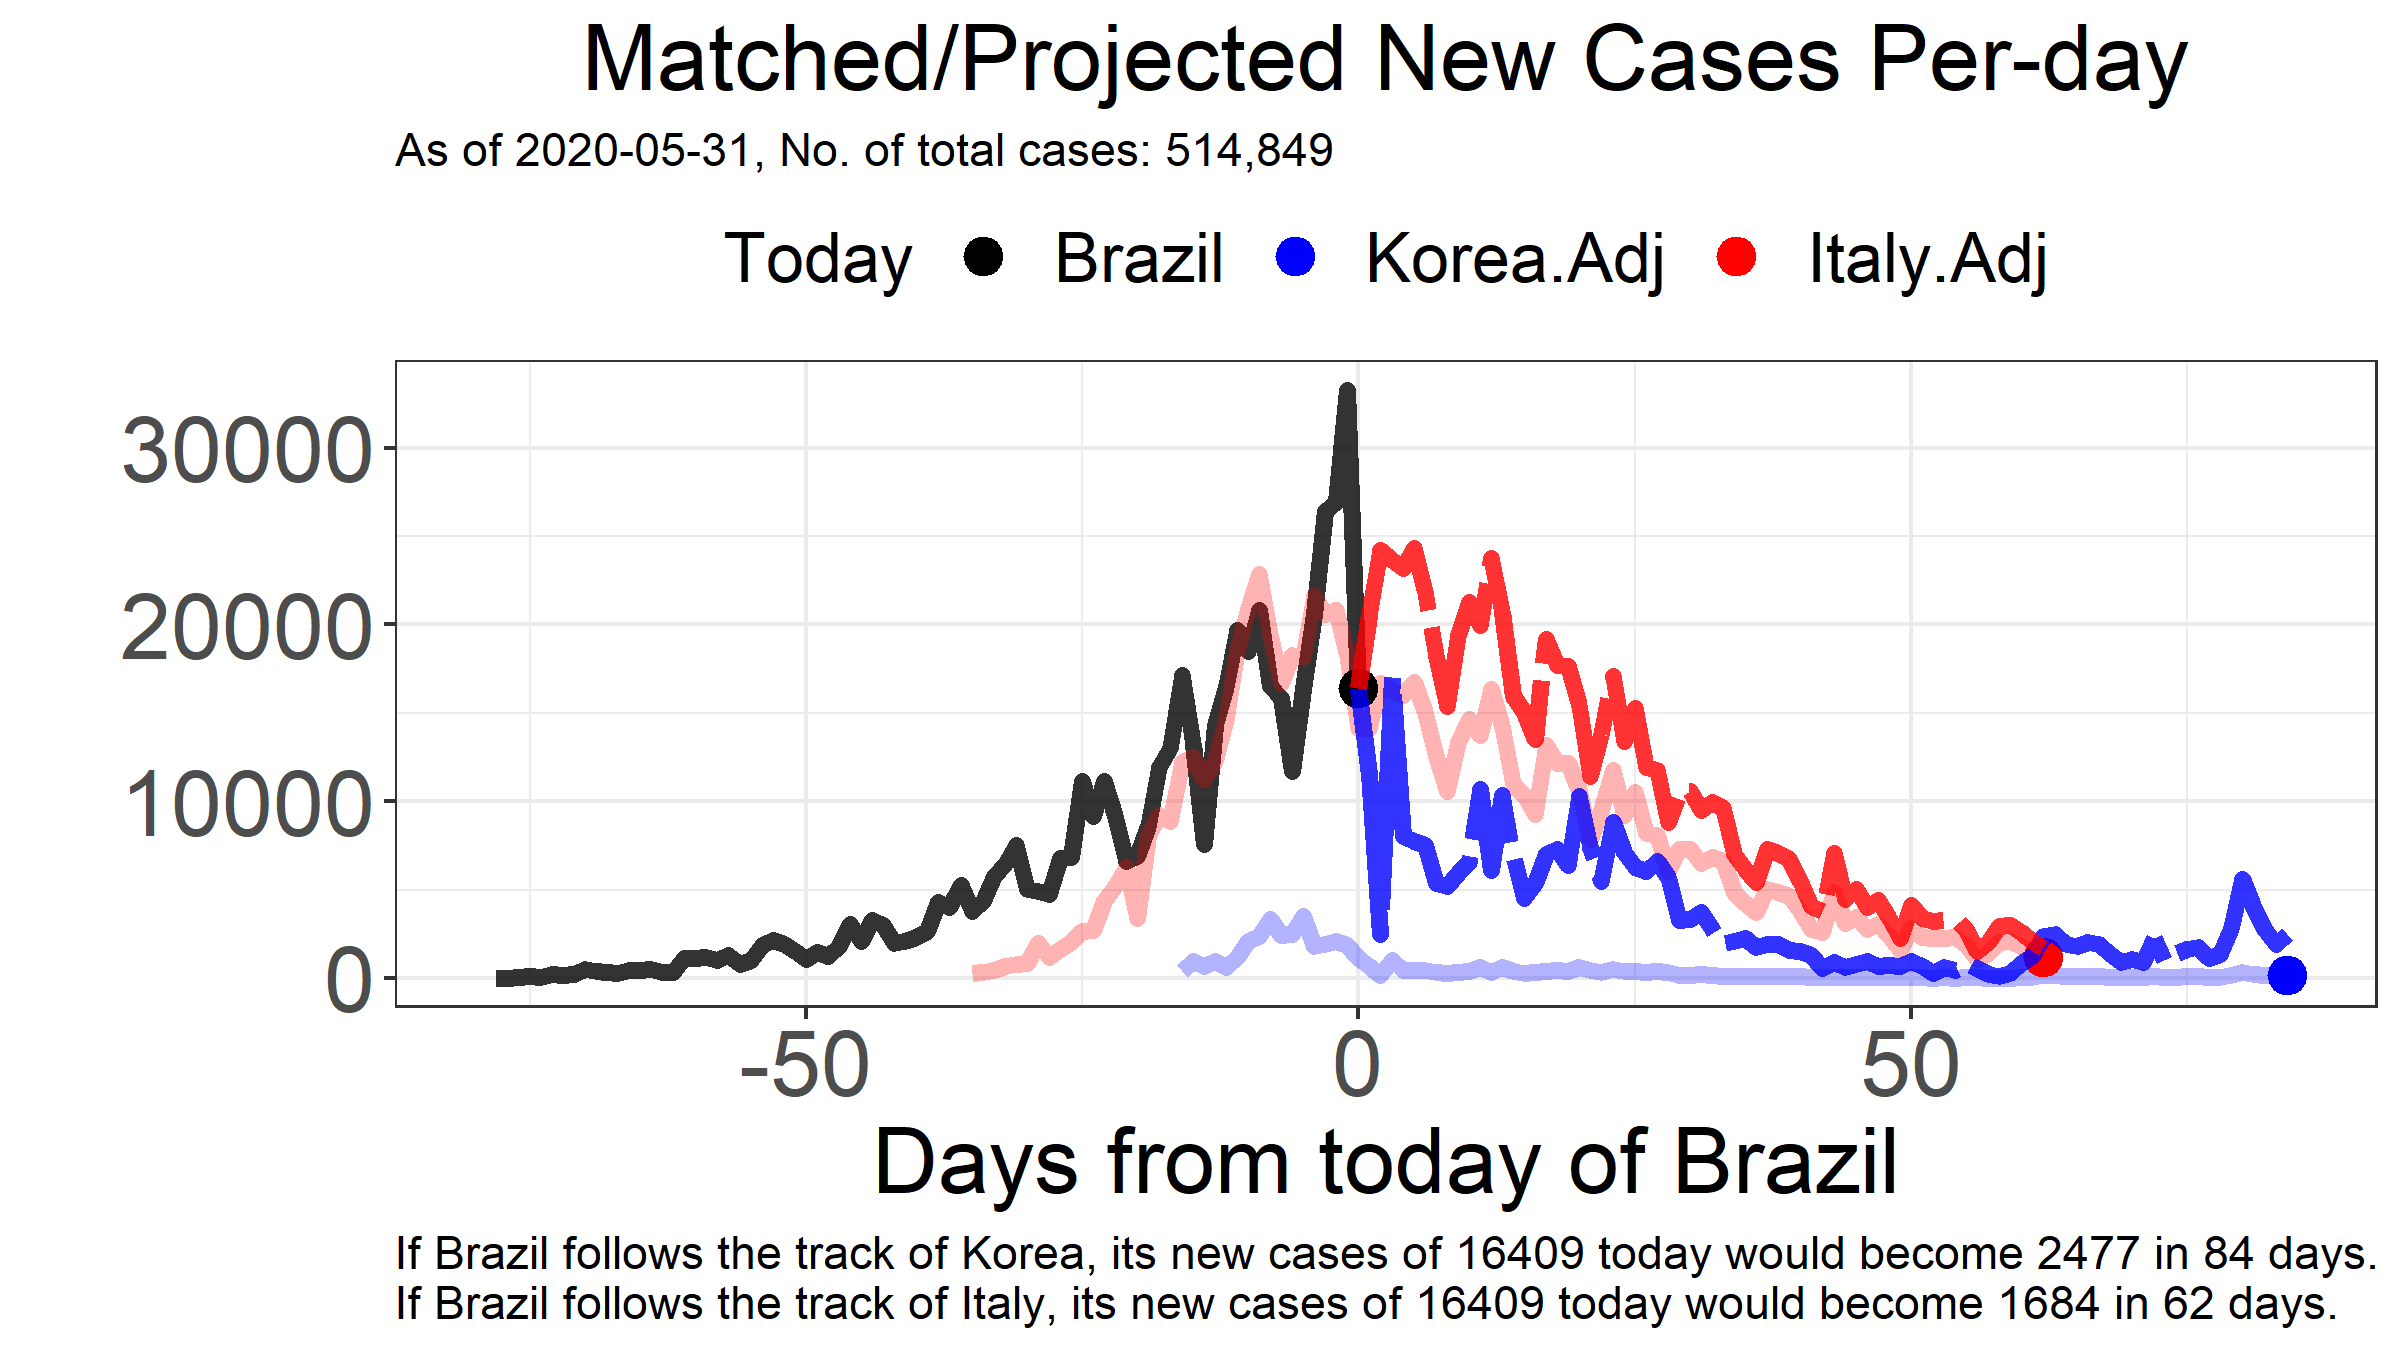 Matched/Projected New Cases Per-day
As of 2020-05-31, No. of total cases: 514,849
Today Brazil Korea.Adj Italy.Adj
30000
20000
10000
0
-50 0 50
Days from today of Brazil
If Brazil follows the track of Korea, its new cases of 16409 today would become 2477 in 84 days.
If Brazil follows the track of Italy, its new cases of 16409 today would become 1684 in 62 days.